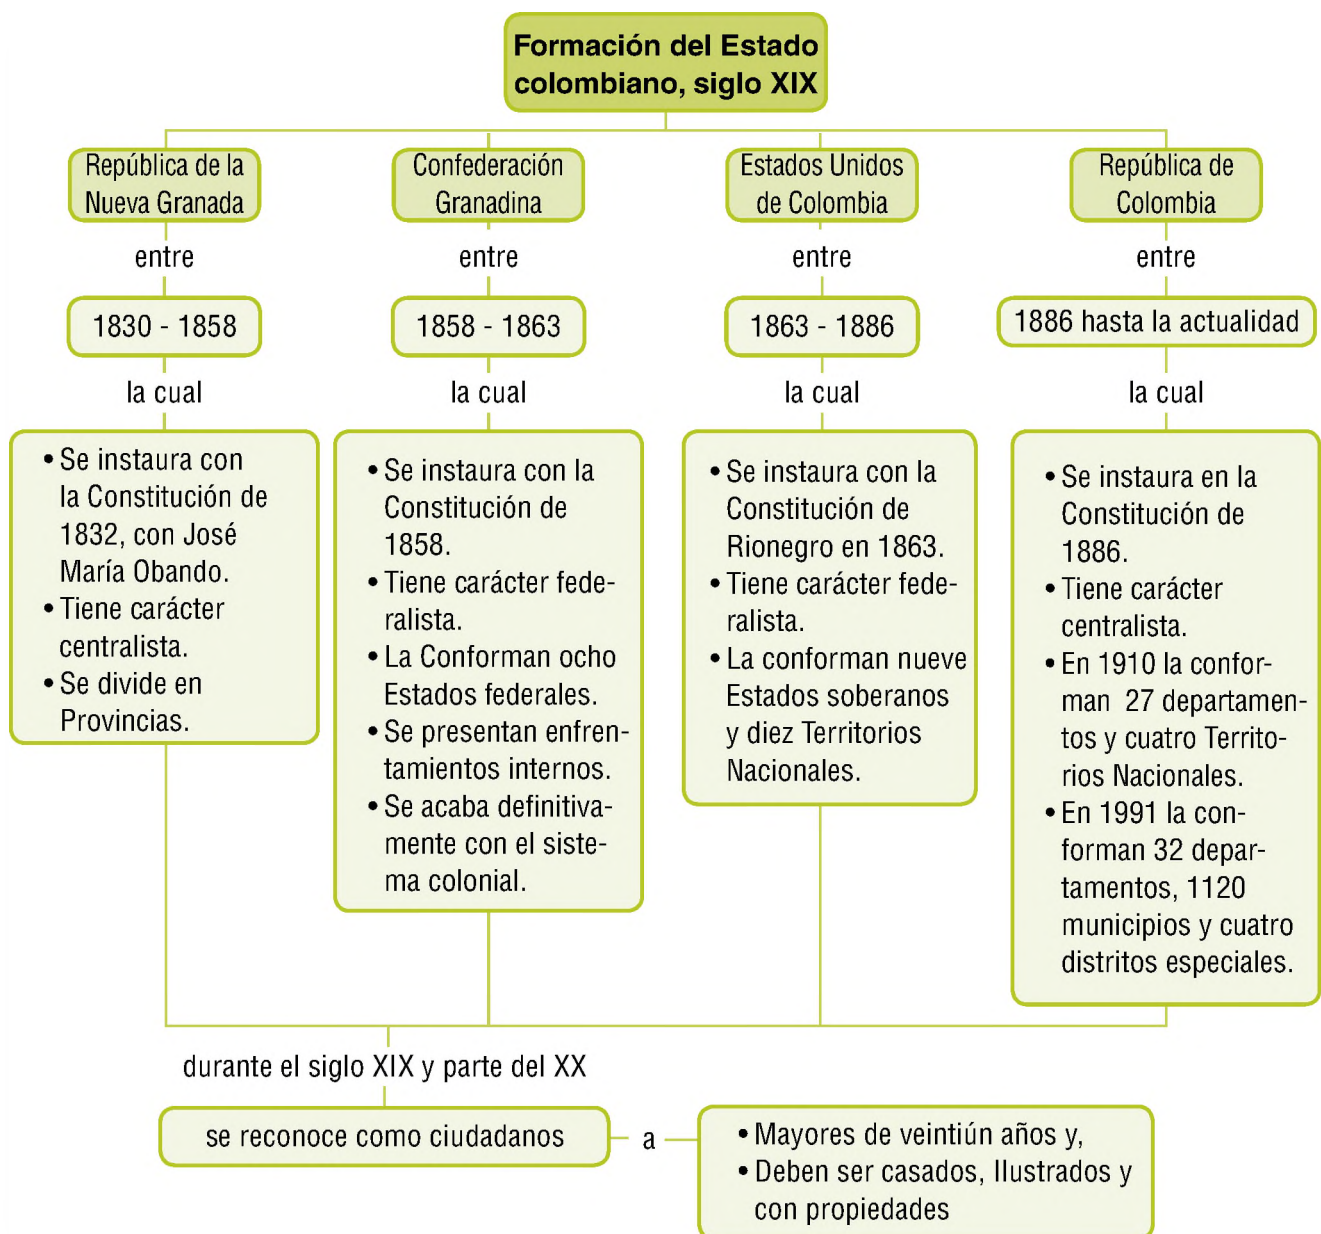 Formación del Estado
colombiano, siglo XIX
República de la
Nueva Granada
entre
1830 - 1858
la cual
• Se instaura con
la Constitución de
1832, con José
María Obando.
• Tiene carácter
centralista.
• Se divide en
Provincias.
Confederación
Granadina
entre
1858 - 1863
la cual
• Se instaura con la
Constitución de
1858.
• Tiene carácter fede-
ralista.
• La Conforman ocho
Estados federales.
• Se presentan enfren-
tamientos internos.
• Se acaba definitiva-
mente con el siste-
ma colonial.
Estados Unidos
de Colombia
entre
1863 - 1886
la cual
• Se instaura con la
Constitución de
Rionegro en 1863.
• Tiene carácter fede-
ralista.
• La conforman nueve
Estados soberanos
y diez Territorios
Nacionales.
República de
Colombia
entre
1886 hasta la actualidad
la cual
• Se instaura en la
Constitución de
1886.
• Tiene carácter
centralista.
• En 1910 la confor-
man 27 departamen-
tos y cuatro Territo-
rios Nacionales.
• En 1991 la con-
forman 32 depar-
tamentos, 1120
municipios y cuatro
distritos especiales.
durante el siglo XIX y parte del XX
se reconoce como ciudadanos
a
• Mayores de veintiún años y,
• Deben ser casados, Ilustrados y
con propiedades